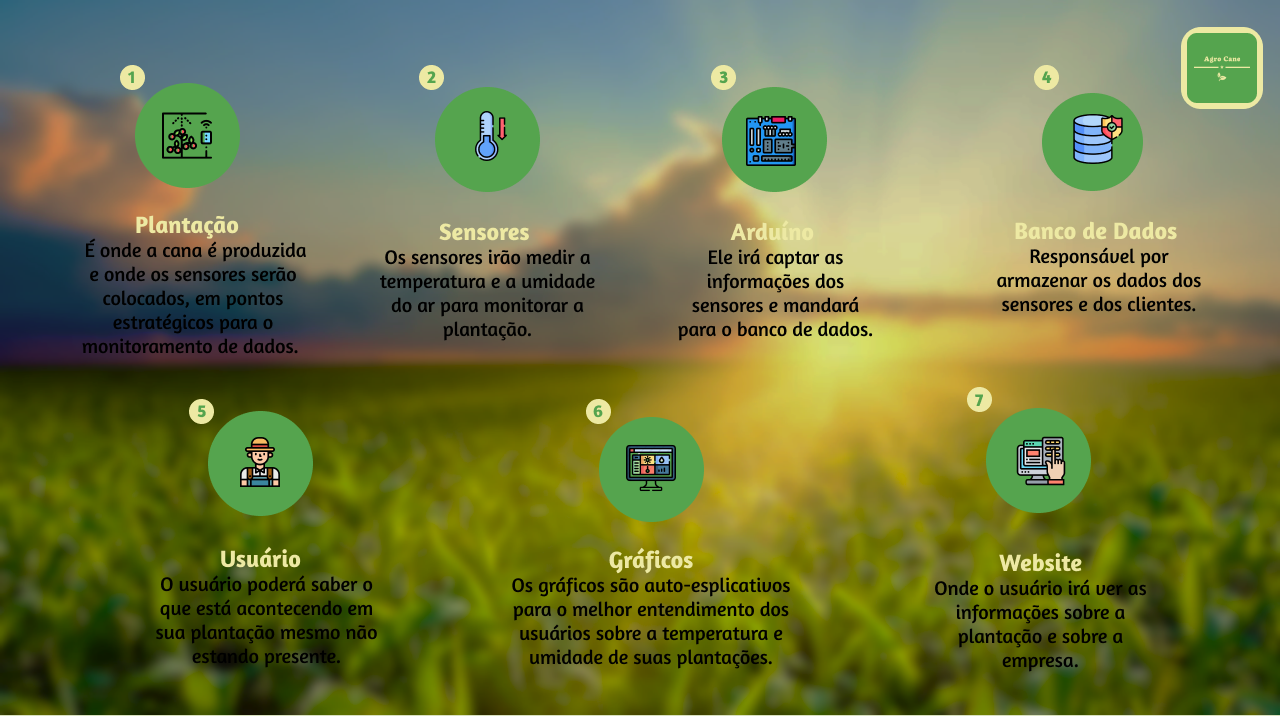 Agro Cane
1
Plantação
É onde a cana é produzida
e onde os sensores serão
colocados, em pontos
estratégicos para o
monitoramento de dados.
2
Sensores
Os sensores irão medir a
temperatura e a umidade
do ar para monitorar a
plantação.
3
Arduíno
Ele irá captar as
informações dos
sensores e mandará
para o banco de dados.
4
Banco de Dados
Responsável por
armazenar os dados dos
sensores e dos clientes.
5
Usuário
O usuário poderá saber o
que está acontecendo em
sua plantação mesmo não
estando presente.
6
Gráficos
Os gráficos são auto-esplicativos
para o melhor entendimento dos
usuários sobre a temperatura e
umidade de suas plantações.
7
Website
Onde o usuário irá ver as
informações sobre a
plantação e sobre a
empresa.